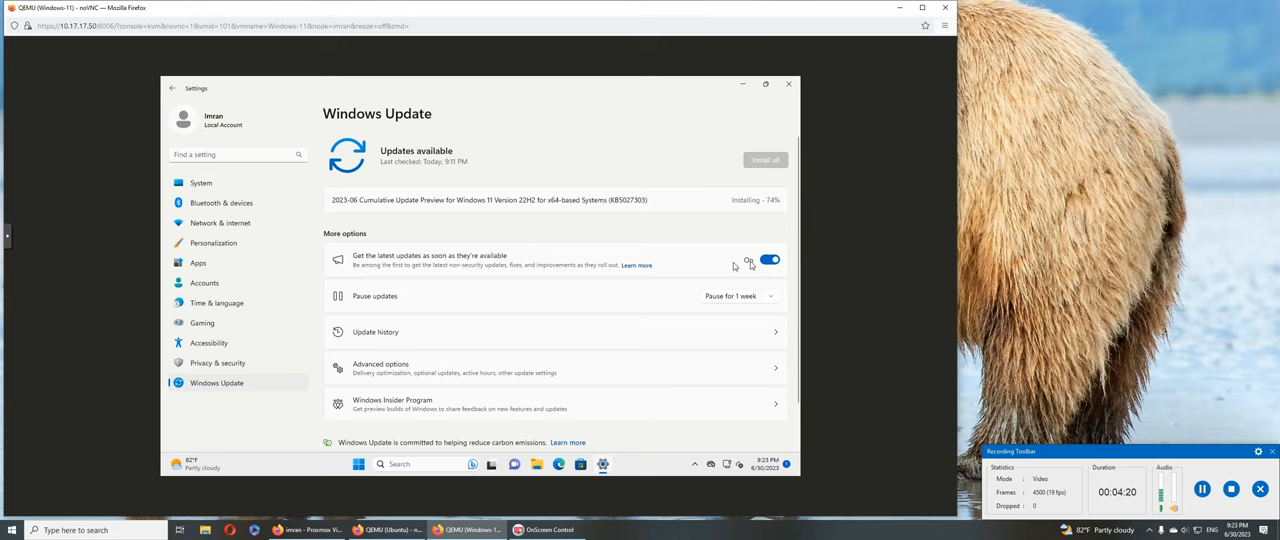 QEMU (Windows-11) - noVNC — Mozilla Firefox
https://10.17.17.50:8006/?console=kvm&novnc=1&vmid=101&vmname=Windows-11&node=imran&resize=off&cmd=
Settings
Imran
Local Account
Find a setting
System
Bluetooth & devices
Network & internet
Personalization
Apps
Accounts
Time & language
Gaming
Accessibility
Privacy & security
Windows Update
Windows Update
Updates available
Last checked: Today, 9:11 PM
Install all
2023-06 Cumulative Update Preview for Windows 11 Version 22H2 for x64-based Systems (KB5027303)
Installing - 74%
More options
Get the latest updates as soon as they're available
Be among the first to get the latest non-security updates, fixes, and improvements as they roll out. Learn more
On
Pause updates
Pause for 1 week
Update history
Advanced options
Delivery optimization, optional updates, active hours, other update settings
Windows Insider Program
Get preview builds of Windows to share feedback on new features and updates
Windows Update is committed to helping reduce carbon emissions. Learn more
82°F
Partly cloudy
Search
9:23 PM
6/30/2023
1
Recording Toolbar
Statistics
Mode : Video
Frames : 4500 (19 fps)
Dropped : 0
Duration
00:04:20
Audio
Type here to search
imran - Proxmox Vi...
QEMU (Ubuntu) - n...
QEMU (Windows-1...
OnScreen Control
82°F Partly cloudy
ENG
9:23 PM
6/30/2023